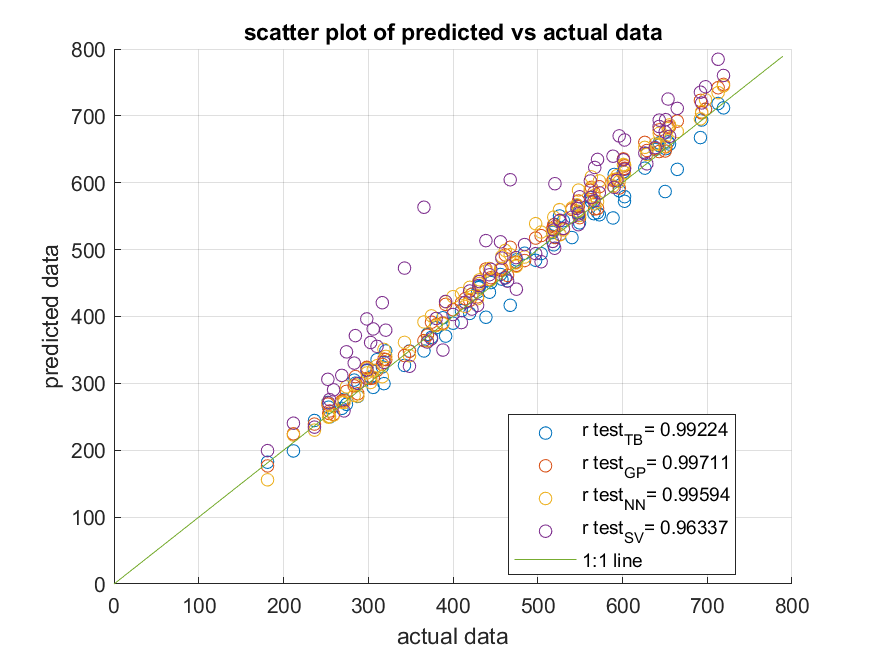 scatter plot of predicted vs actual data
800
700
600
500
400
300
200
100
0
predicted data
r test_TB= 0.99224
r test_GP= 0.99711
r test_NN= 0.99594
r test_SV= 0.96337
1:1 line
0 100 200 300 400 500 600 700 800
actual data